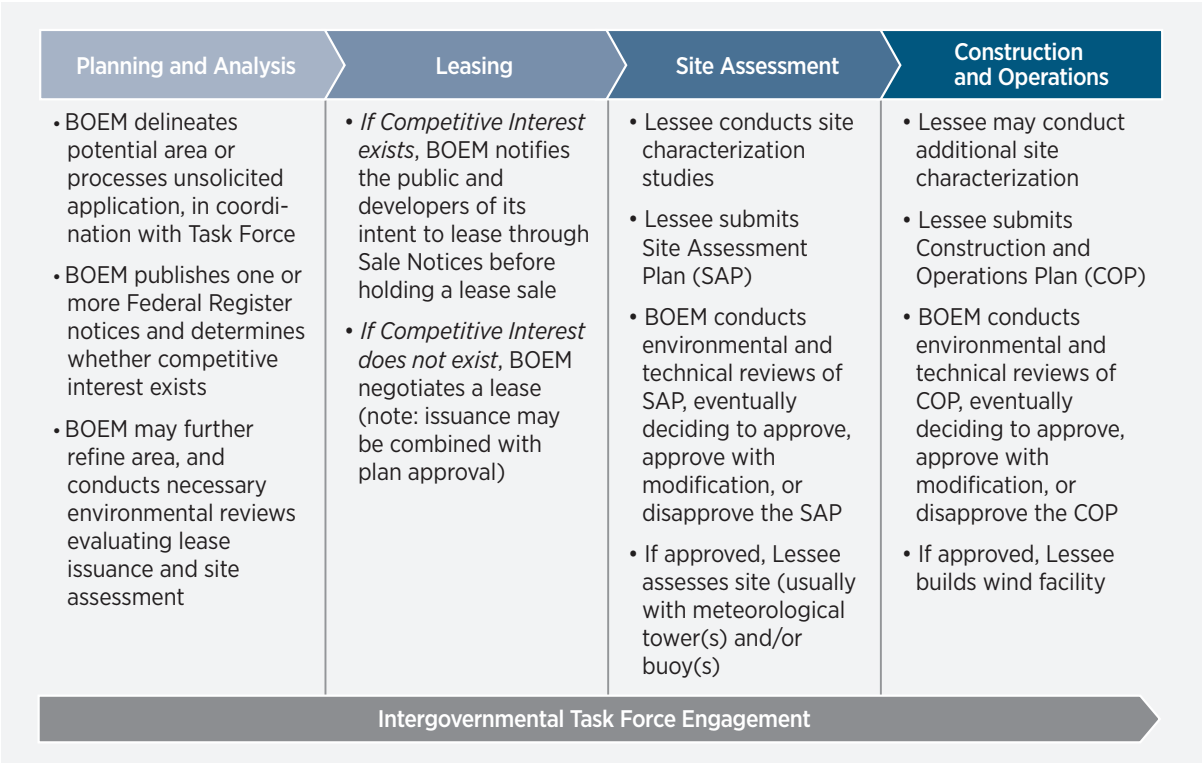 Planning and Analysis
• BOEM delineates
potential area or
processes unsolicited
application, in coordi-
nation with Task Force
• BOEM publishes one or
more Federal Register
notices and determines
whether competitive
interest exists
• BOEM may further
refine area, and
conducts necessary
environmental reviews
evaluating lease
issuance and site
assessment
Leasing
• If Competitive Interest
exists, BOEM notifies
the public and
developers of its
intent to lease through
Sale Notices before
holding a lease sale
• If Competitive Interest
does not exist, BOEM
negotiates a lease
(note: issuance may
be combined with
plan approval)
Site Assessment
• Lessee conducts site
characterization
studies
• Lessee submits
Site Assessment
Plan (SAP)
• BOEM conducts
environmental and
technical reviews of
SAP, eventually
deciding to approve,
approve with
modification, or
disapprove the SAP
• If approved, Lessee
assesses site (usually
with meteorological
tower(s) and/or
buoy(s)
Construction
and Operations
• Lessee may conduct
additional site
characterization
• Lessee submits
Construction and
Operations Plan (COP)
• BOEM conducts
environmental and
technical reviews of
COP, eventually
deciding to approve,
approve with
modification, or
disapprove the COP
• If approved, Lessee
builds wind facility
Intergovernmental Task Force Engagement